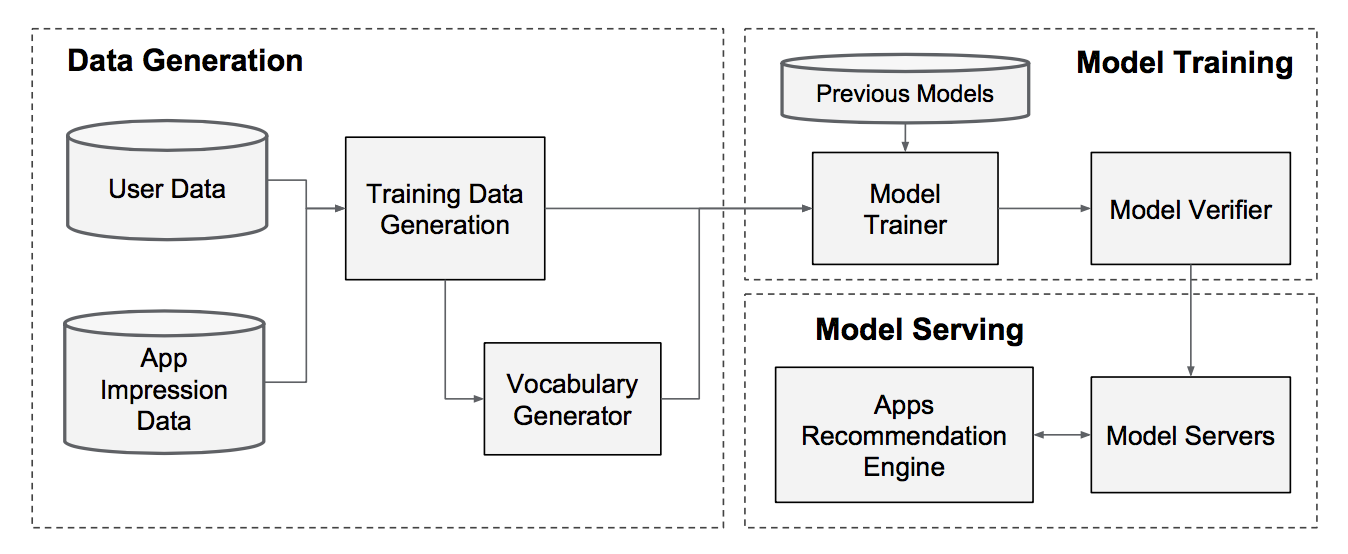 Data Generation
User Data
App
Impression
Data
Training Data
Generation
Vocabulary
Generator
Model Training
Previous Models
Model
Trainer
Model Verifier
Model Serving
Apps
Recommendation
Engine
Model Servers